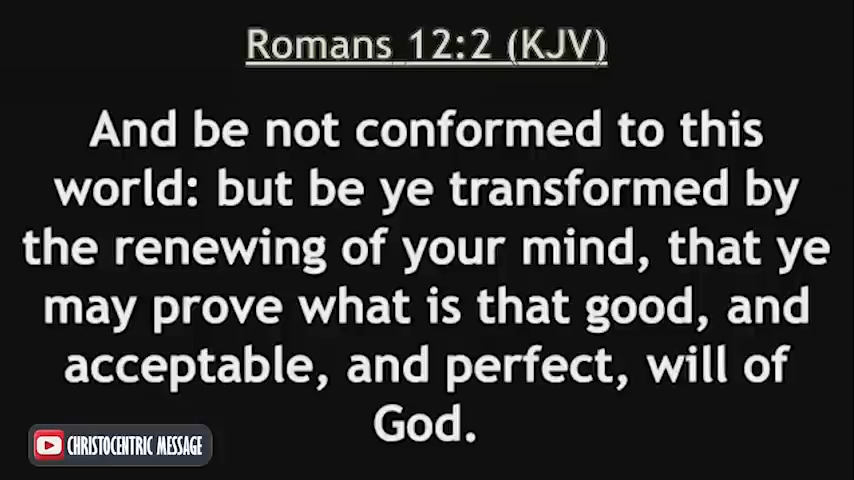 Romans 12:2 (KJV)
And be not conformed to this
world: but be ye transformed by
the renewing of your mind, that ye
may prove what is that good, and
acceptable, and perfect, will of
God.
CHRISTOCENTRIC MESSAGE